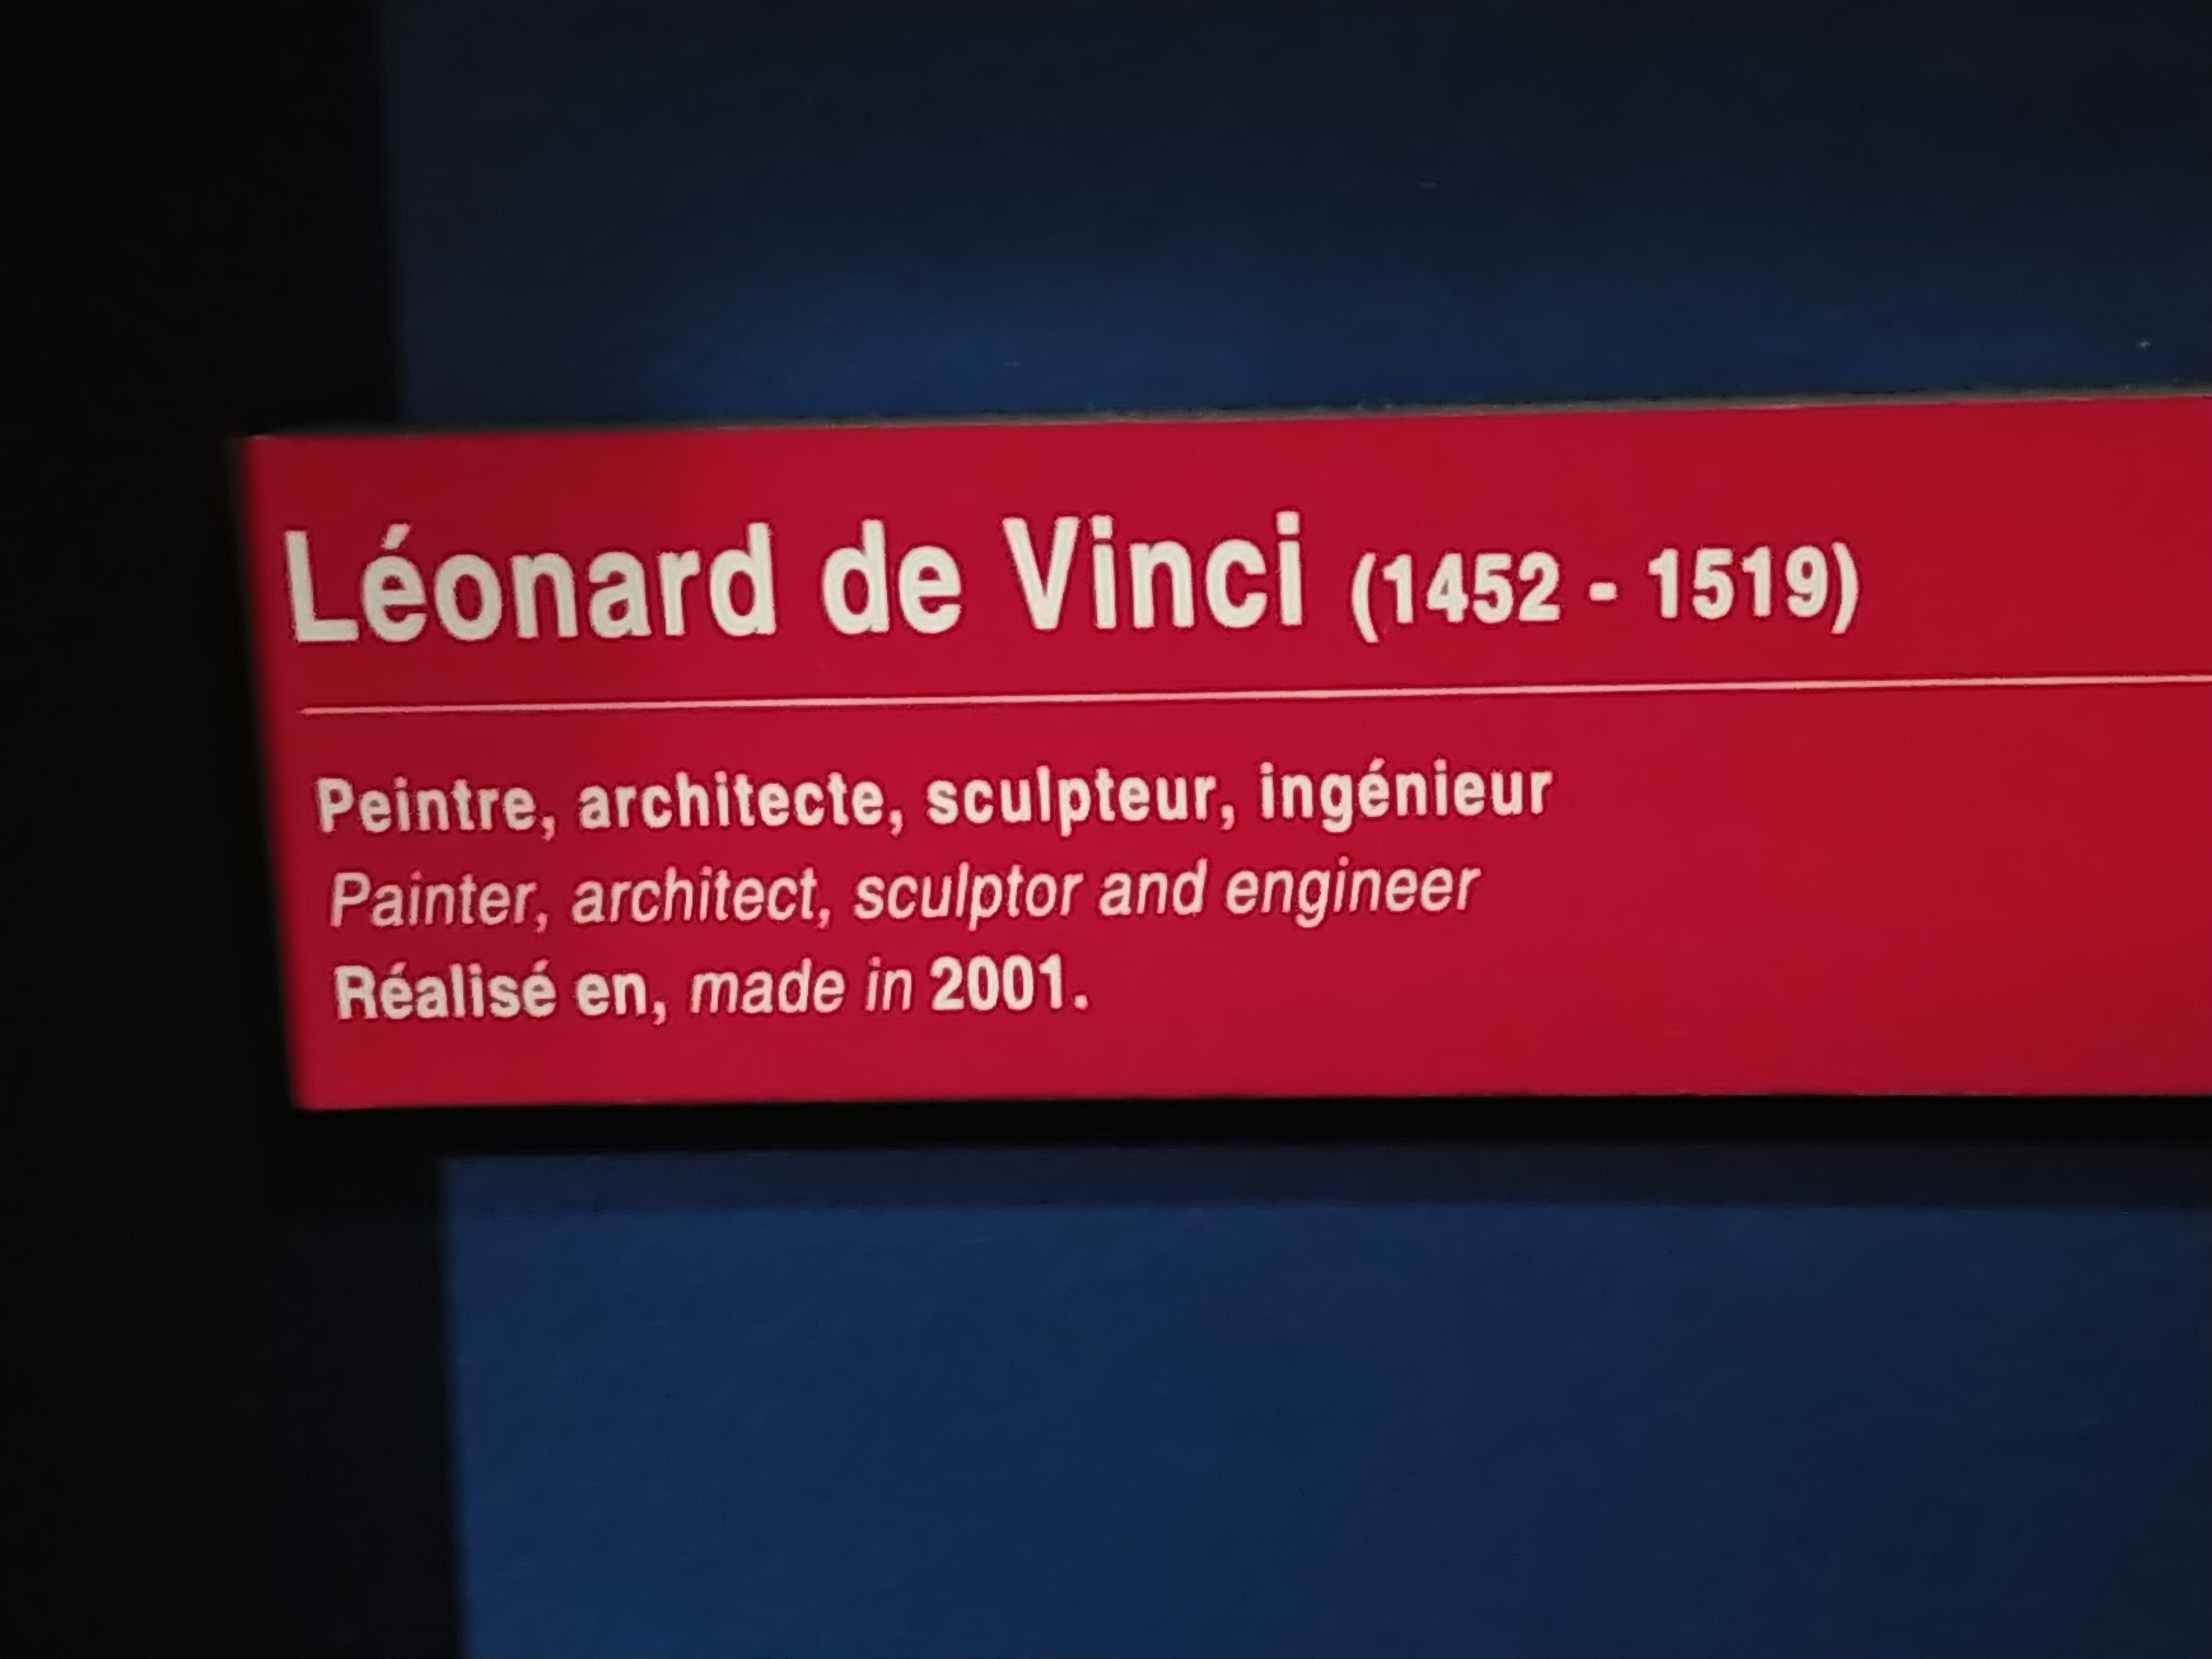 Léonard de Vinci (1452 - 1519)
Peintre, architecte, sculpteur, ingénieur
Painter, architect, sculptor and engineer
Réalisé en, made in 2001.